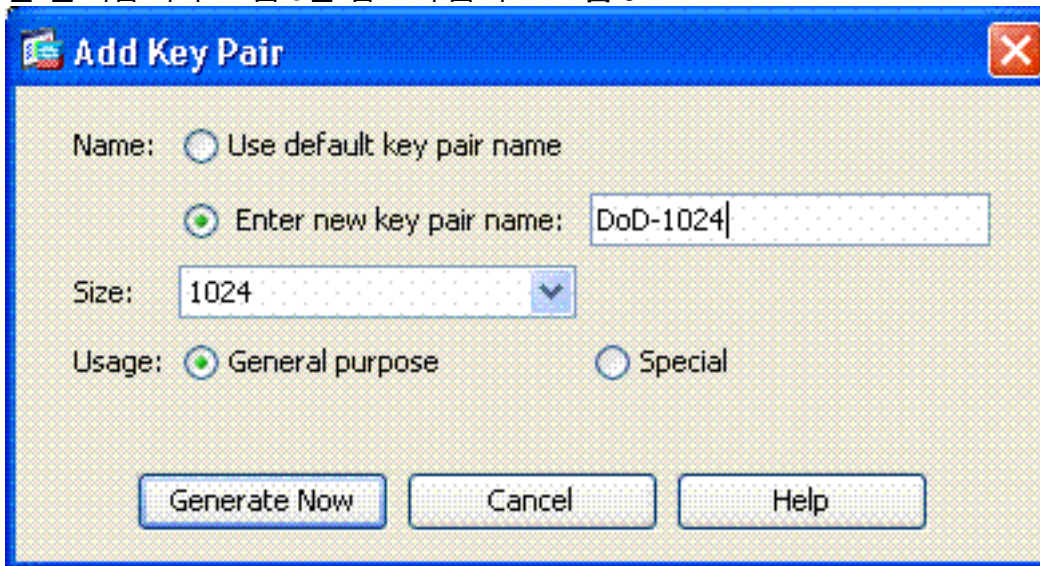 Add Key Pair
Name: Use default key pair name
Enter new key pair name: DoD-1024
Size: 1024
Usage: General purpose Special
Generate Now Cancel Help